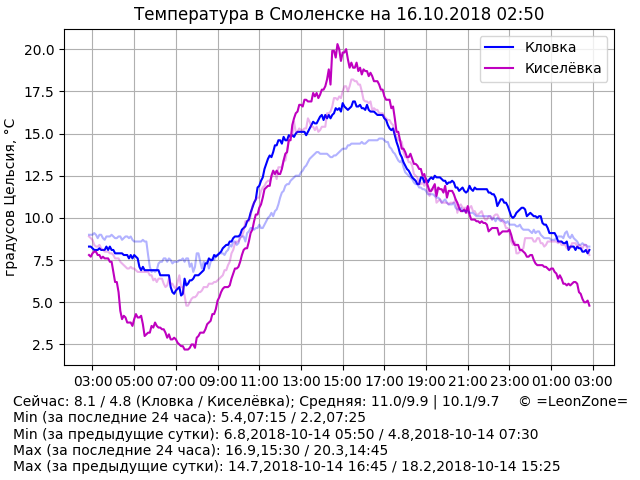 Температура в Смоленске на 16.10.2018 02:50
Кловка
Киселёвка
градусов Цельсия, °C
20.0
17.5
15.0
12.5
10.0
7.5
5.0
2.5
03:00 05:00 07:00 09:00 11:00 13:00 15:00 17:00 19:00 21:00 23:00 01:00 03:00
Сейчас: 8.1 / 4.8 (Кловка / Киселёвка); Средняя: 11.0/9.9 | 10.1/9.7 © =LeonZone=
Min (за последние 24 часа): 5.4,07:15 / 2.2,07:25
Min (за предыдущие сутки): 6.8,2018-10-14 05:50 / 4.8,2018-10-14 07:30
Max (за последние 24 часа): 16.9,15:30 / 20.3,14:45
Max (за предыдущие сутки): 14.7,2018-10-14 16:45 / 18.2,2018-10-14 15:25